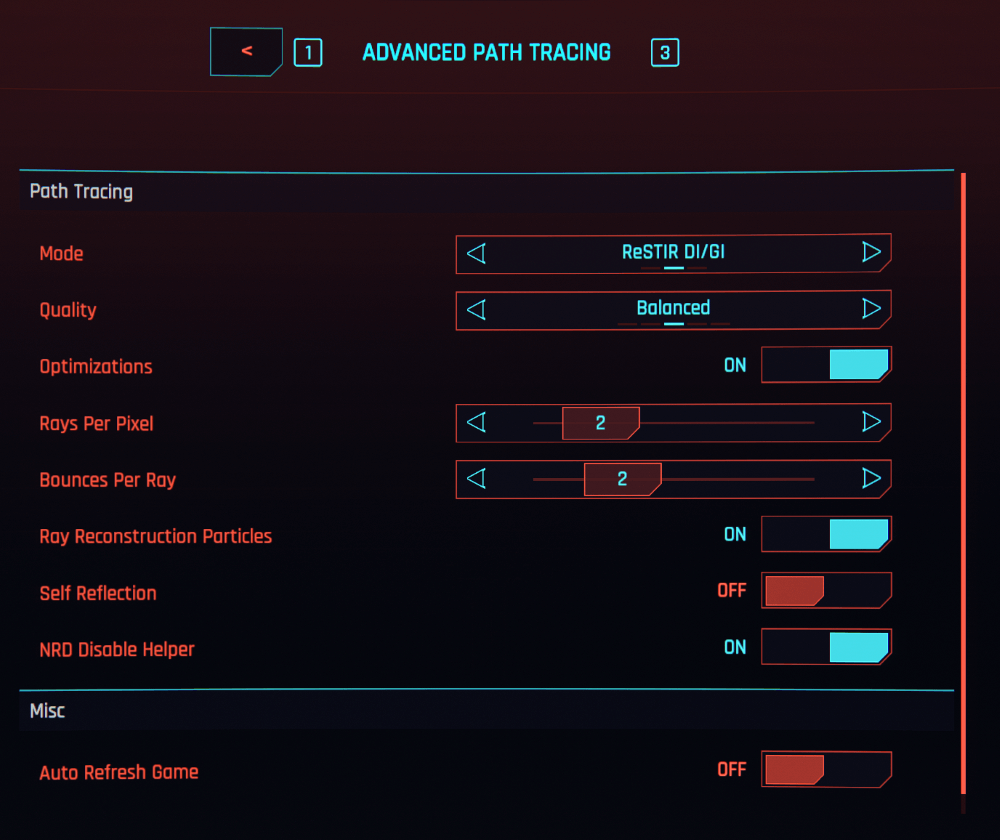 < 1 ADVANCED PATH TRACING 3
Path Tracing
Mode ReSTIR DI/GI
Quality Balanced
Optimizations ON
Rays Per Pixel 2
Bounces Per Ray 2
Ray Reconstruction Particles ON
Self Reflection OFF
NRD Disable Helper ON
Misc
Auto Refresh Game OFF